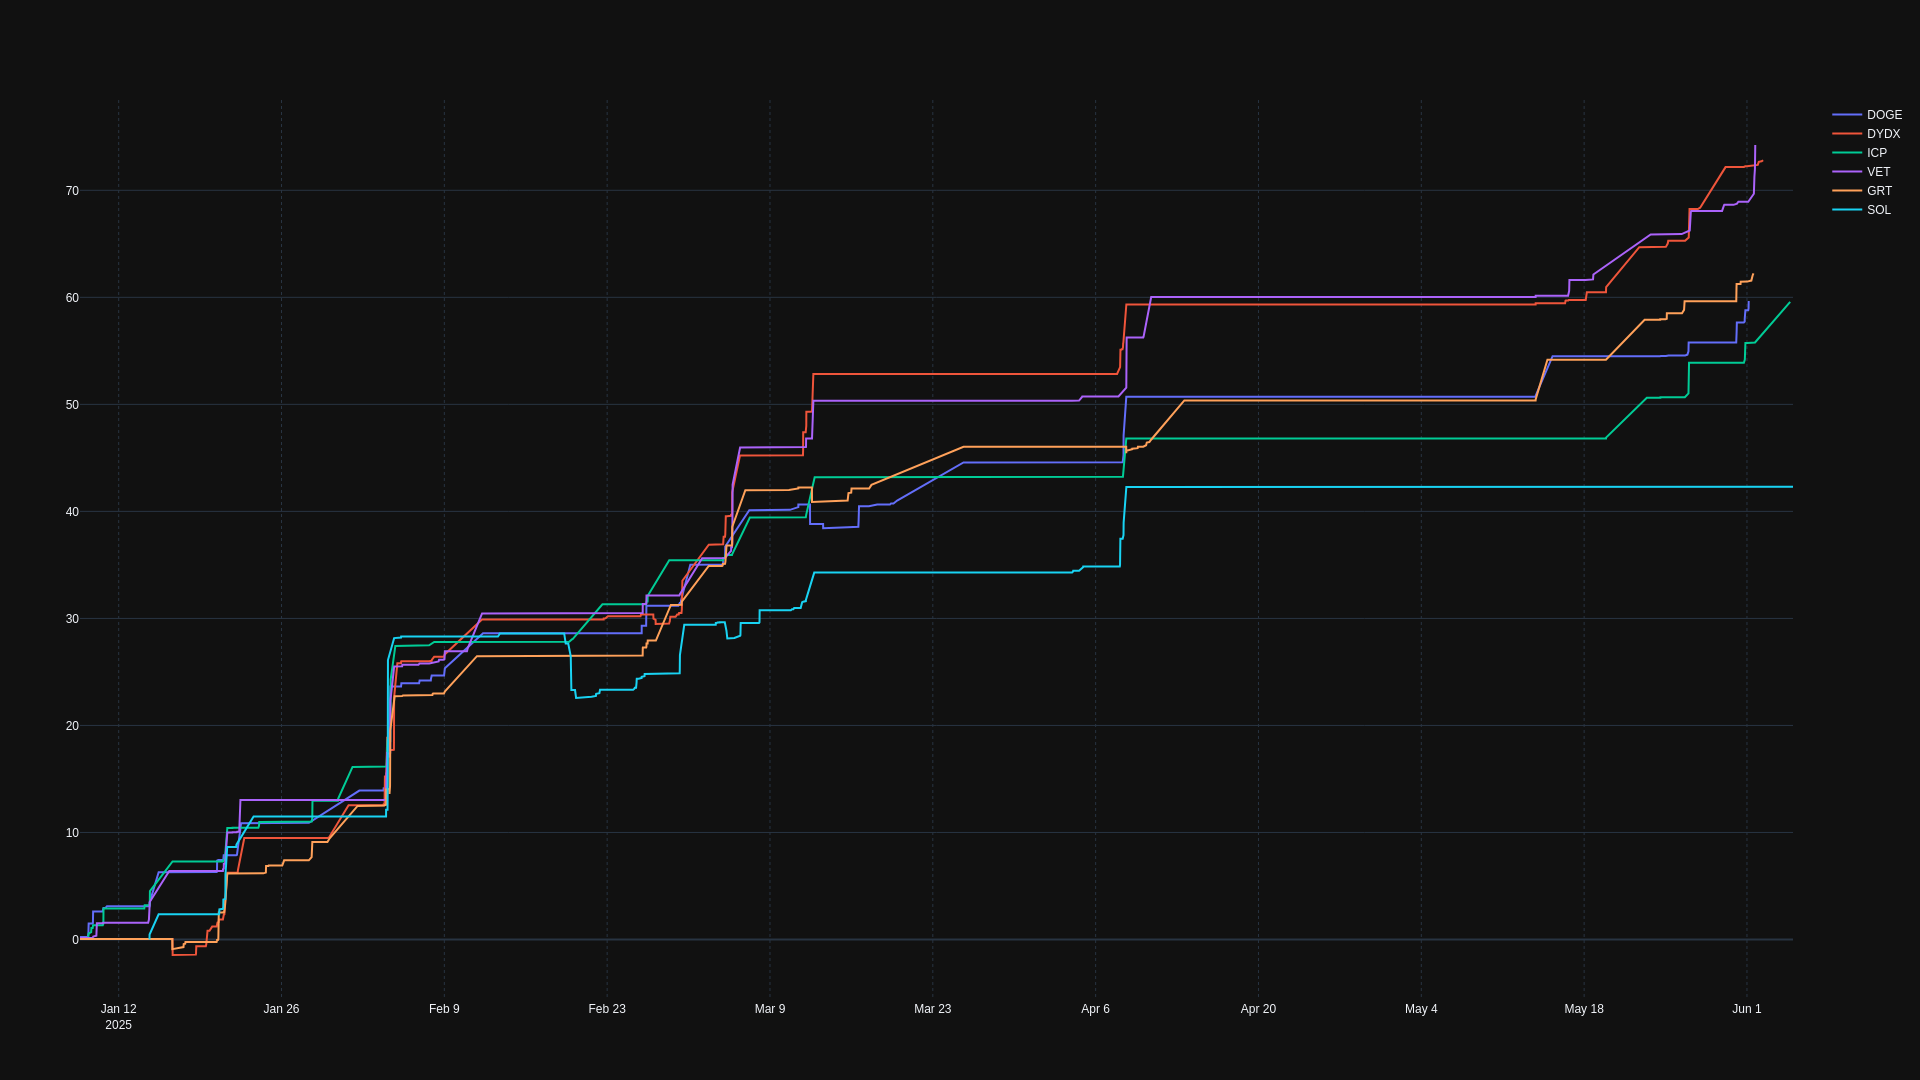 DOGE
DYDX
ICP
VET
GRT
SOL
70
60
50
40
30
20
10
0
Jan 12
2025
Jan 26
Feb 9
Feb 23
Mar 9
Mar 23
Apr 6
Apr 20
May 4
May 18
Jun 1